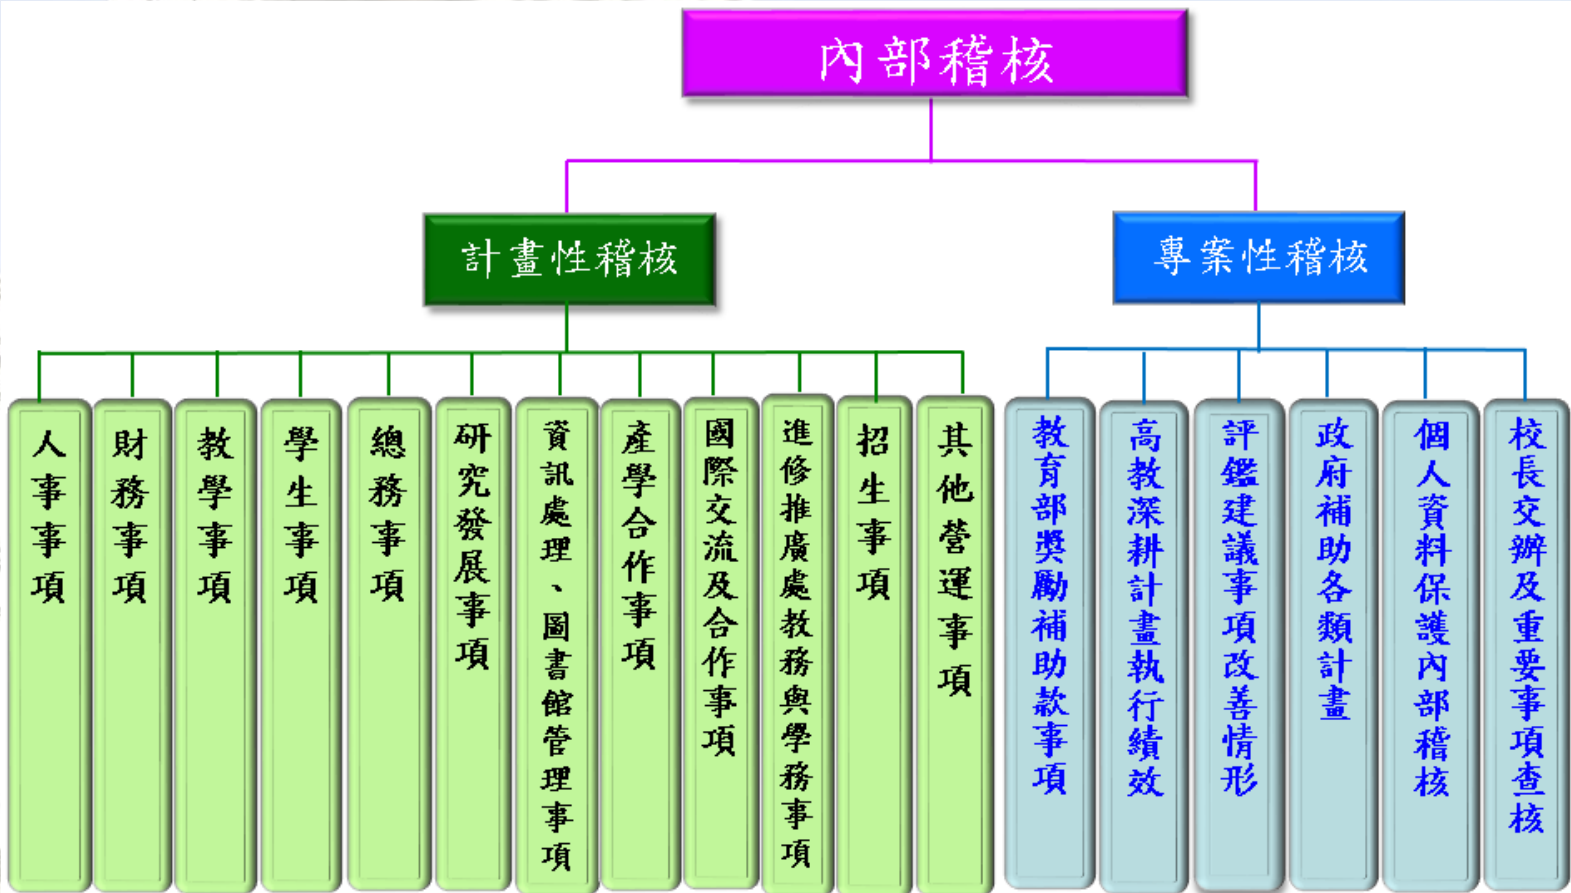 內部稽核
計畫性稽核
專案性稽核
人事事項
財務事項
教學事項
學生事項
總務事項
研究發展事項
資訊處理、圖書館管理事項
產學合作事項
國際交流及合作事項
進修推廣處教務與學務事項
招生事項
其他營運事項
教育部獎勵補助款事項
高教深耕計畫執行績效
評鑑建議事項改善情形
政府補助各類計畫
個人資料保護內部稽核
校長交辦及重要事項查核